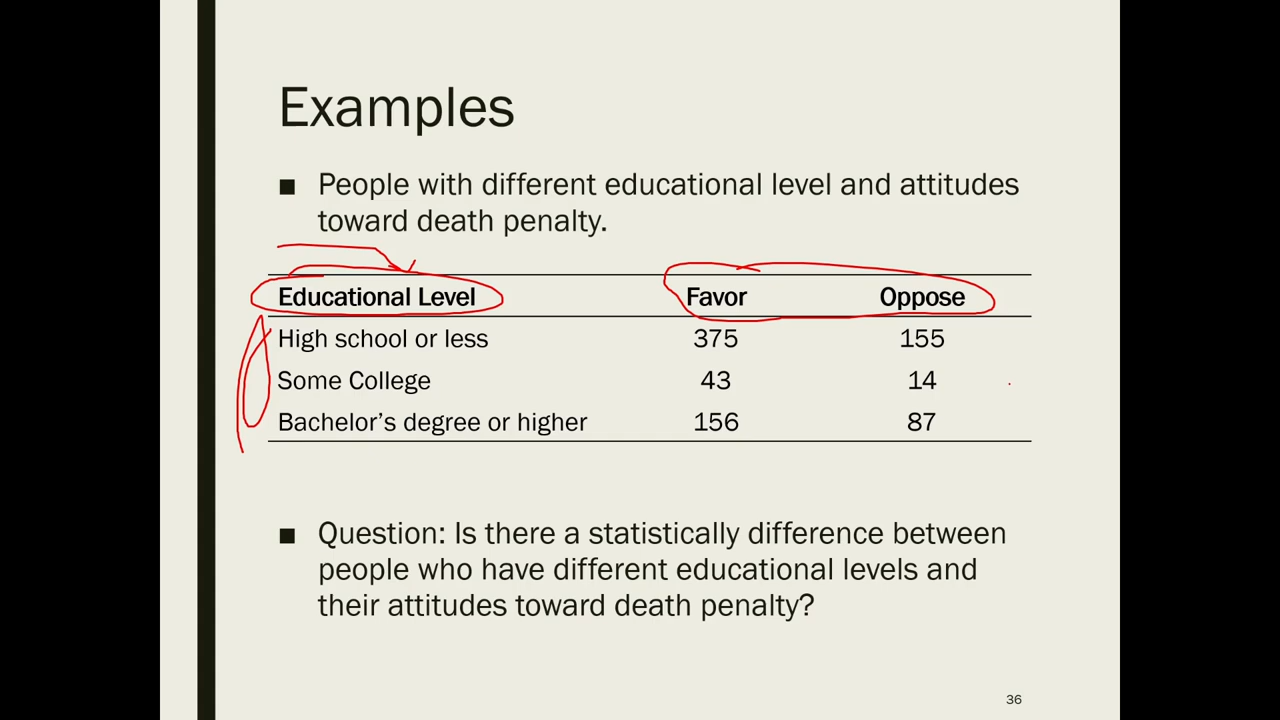 Examples
■ People with different educational level and attitudes
toward death penalty.
Educational Level Favor Oppose
High school or less 375 155
Some College 43 14
Bachelor’s degree or higher 156 87
■ Question: Is there a statistically difference between
people who have different educational levels and
their attitudes toward death penalty?
36